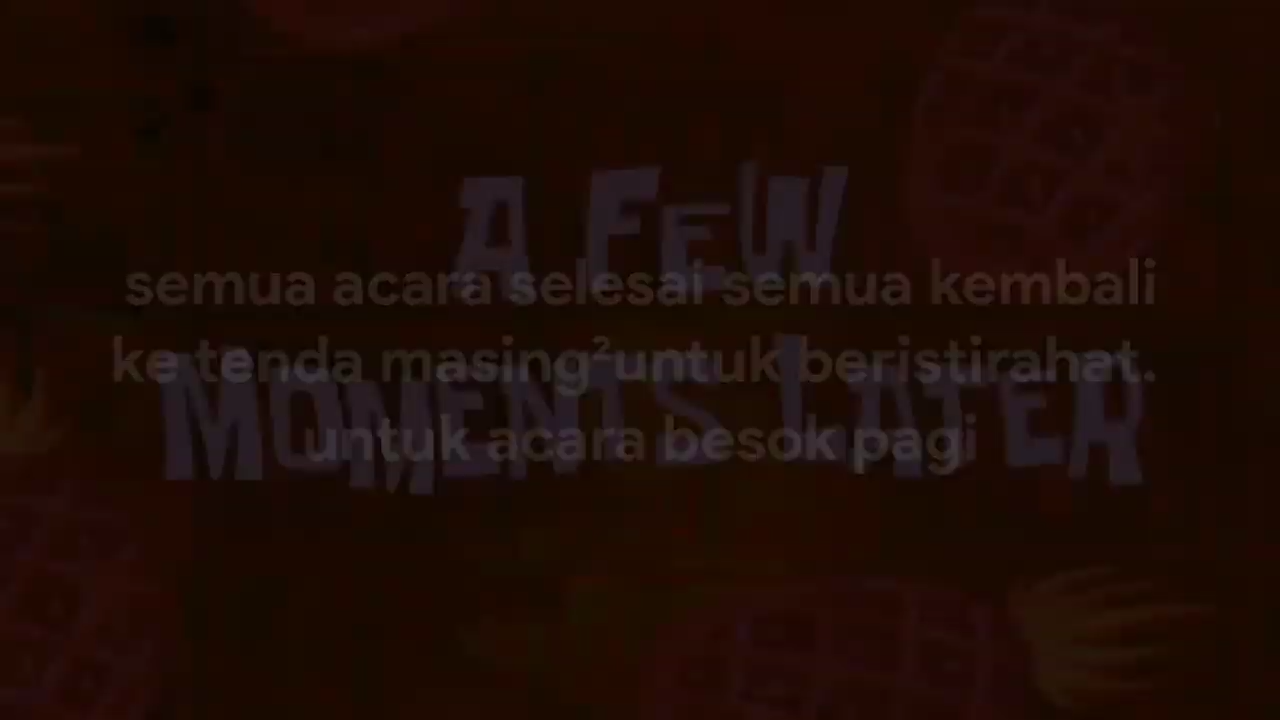 A FEW
MOMENTS LATER
semua acara selesai semua kembali
ke tenda masing²untuk beristirahat.
untuk acara besok pagi